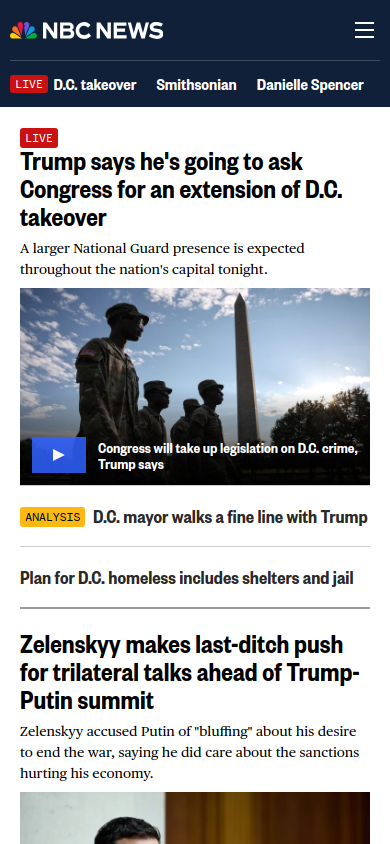 NBC NEWS
LIVE D.C. takeover Smithsonian Danielle Spencer
LIVE
Trump says he's going to ask
Congress for an extension of D.C.
takeover
A larger National Guard presence is expected
throughout the nation's capital tonight.
Congress will take up legislation on D.C. crime,
Trump says
ANALYSIS D.C. mayor walks a fine line with Trump
Plan for D.C. homeless includes shelters and jail
Zelenskyy makes last-ditch push
for trilateral talks ahead of Trump-
Putin summit
Zelenskyy accused Putin of "bluffing" about his desire
to end the war, saying he did care about the sanctions
hurting his economy.